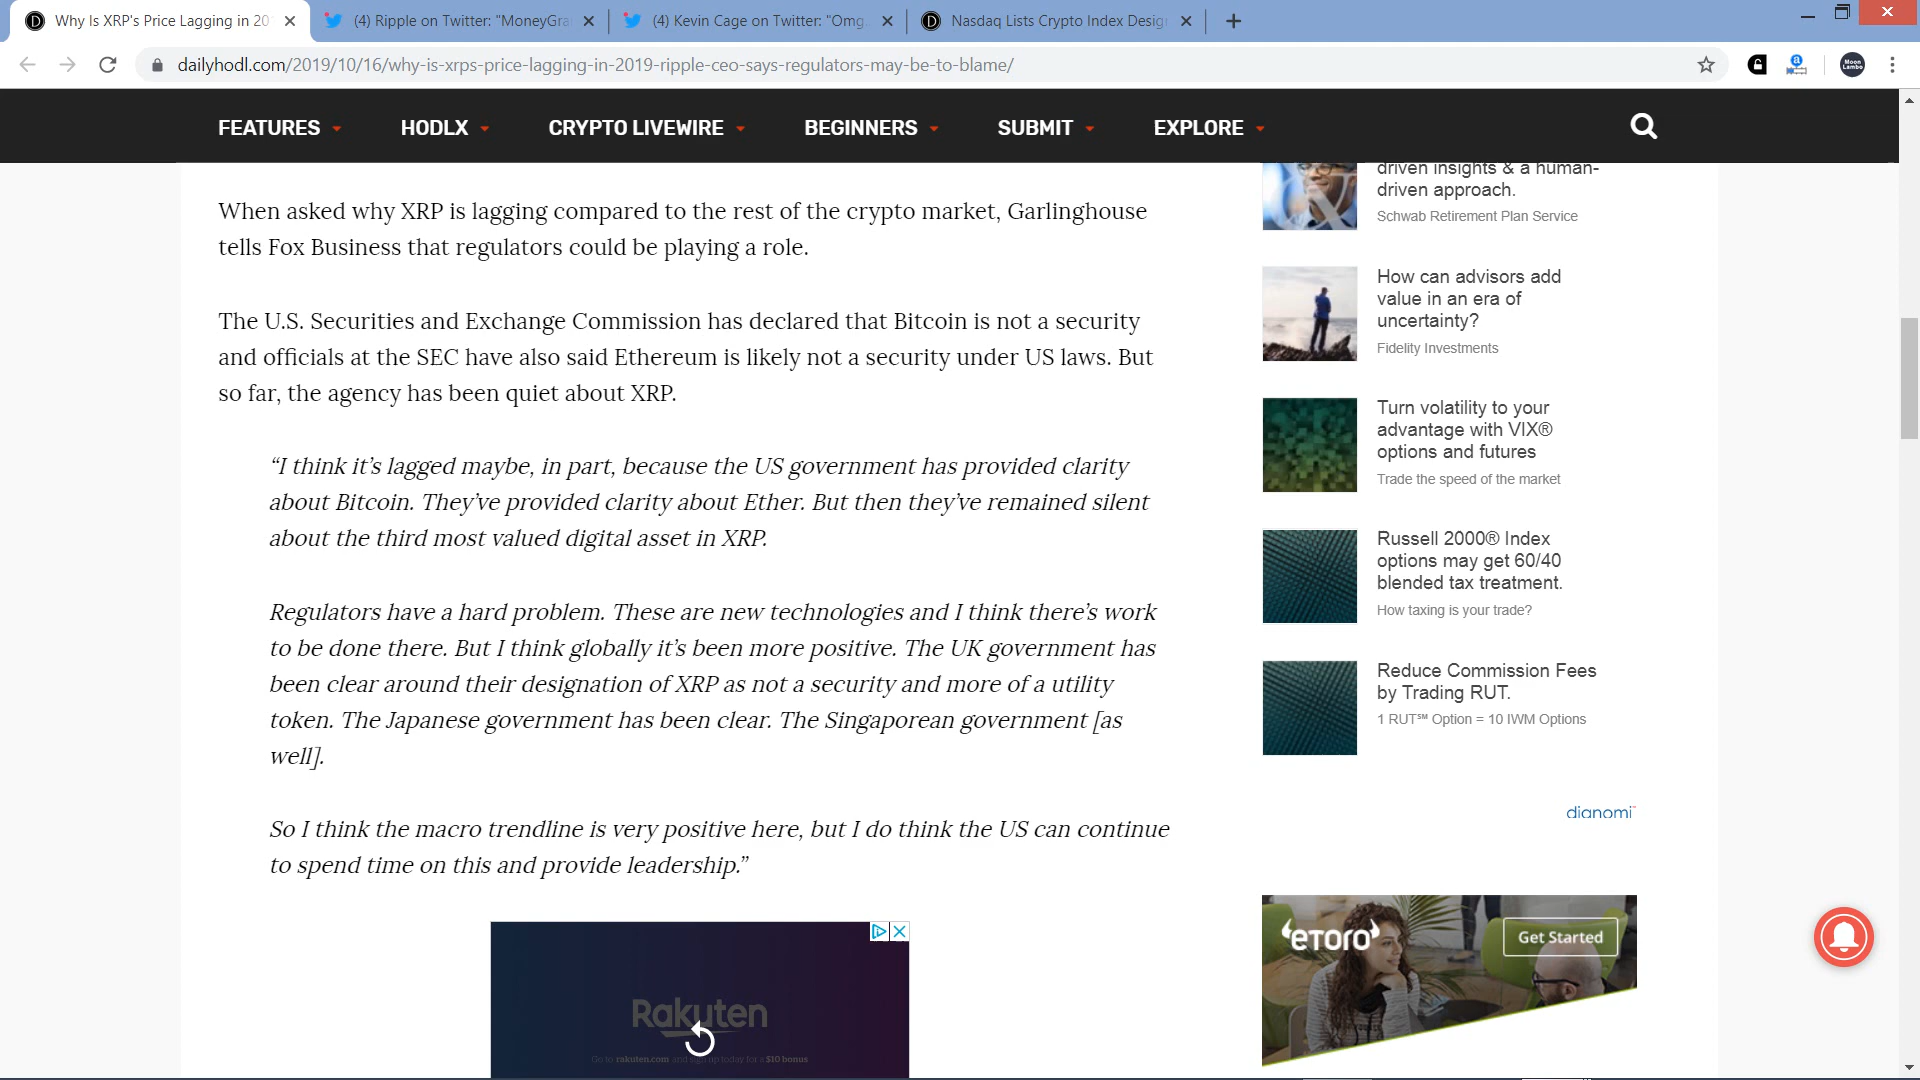 Why Is XRP's Price Lagging in 20
(4) Ripple on Twitter: "MoneyGra
(4) Kevin Cage on Twitter: "Omg,
Nasdaq Lists Crypto Index Desig
dailyhodl.com/2019/10/16/why-is-xrps-price-lagging-in-2019-ripple-ceo-says-regulators-may-be-to-blame/
FEATURES
HODLX
CRYPTO LIVEWIRE
BEGINNERS
SUBMIT
EXPLORE
When asked why XRP is lagging compared to the rest of the crypto market, Garlinghouse
tells Fox Business that regulators could be playing a role.
The U.S. Securities and Exchange Commission has declared that Bitcoin is not a security
and officials at the SEC have also said Ethereum is likely not a security under US laws. But
so far, the agency has been quiet about XRP.
“I think it’s lagged maybe, in part, because the US government has provided clarity
about Bitcoin. They’ve provided clarity about Ether. But then they’ve remained silent
about the third most valued digital asset in XRP.
Regulators have a hard problem. These are new technologies and I think there’s work
to be done there. But I think globally it’s been more positive. The UK government has
been clear around their designation of XRP as not a security and more of a utility
token. The Japanese government has been clear. The Singaporean government [as
well].
So I think the macro trendline is very positive here, but I do think the US can continue
to spend time on this and provide leadership.”
Rakuten
Go to rakuten.com and sign up today for a $10 bonus
driven insights & a human-
driven approach.
Schwab Retirement Plan Service
How can advisors add
value in an era of
uncertainty?
Fidelity Investments
Turn volatility to your
advantage with VIX®
options and futures
Trade the speed of the market
Russell 2000® Index
options may get 60/40
blended tax treatment.
How taxing is your trade?
Reduce Commission Fees
by Trading RUT.
1 RUT℠ Option = 10 IWM Options
dianomi
eTORO
Get Started